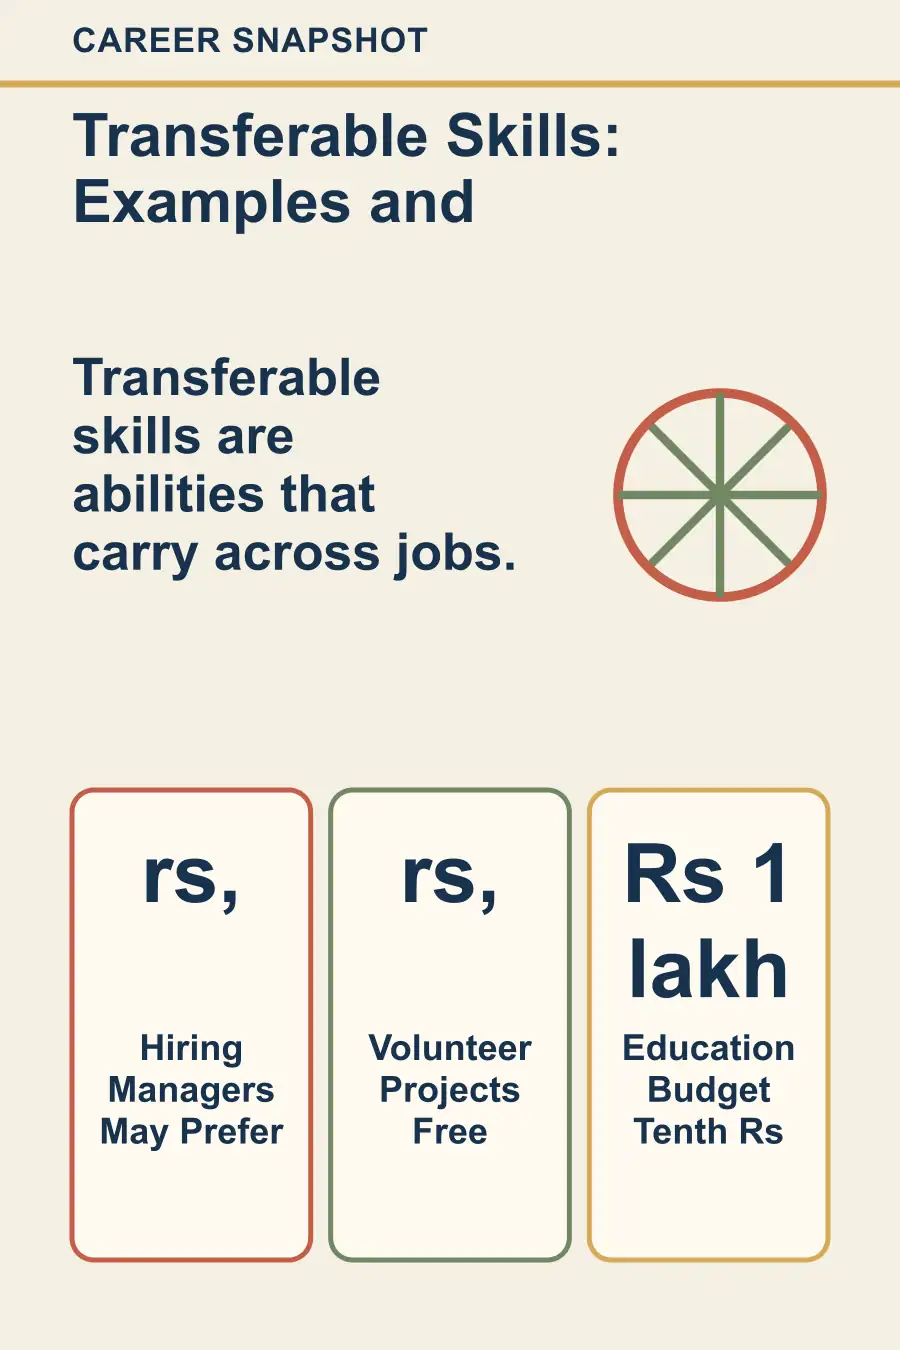 CAREER SNAPSHOT
Transferable Skills:
Examples and
Transferable
skills are
abilities that
carry across jobs.
rs,
Hiring
Managers
May Prefer
rs,
Volunteer
Projects
Free
Rs 1
lakh
Education
Budget
Tenth Rs